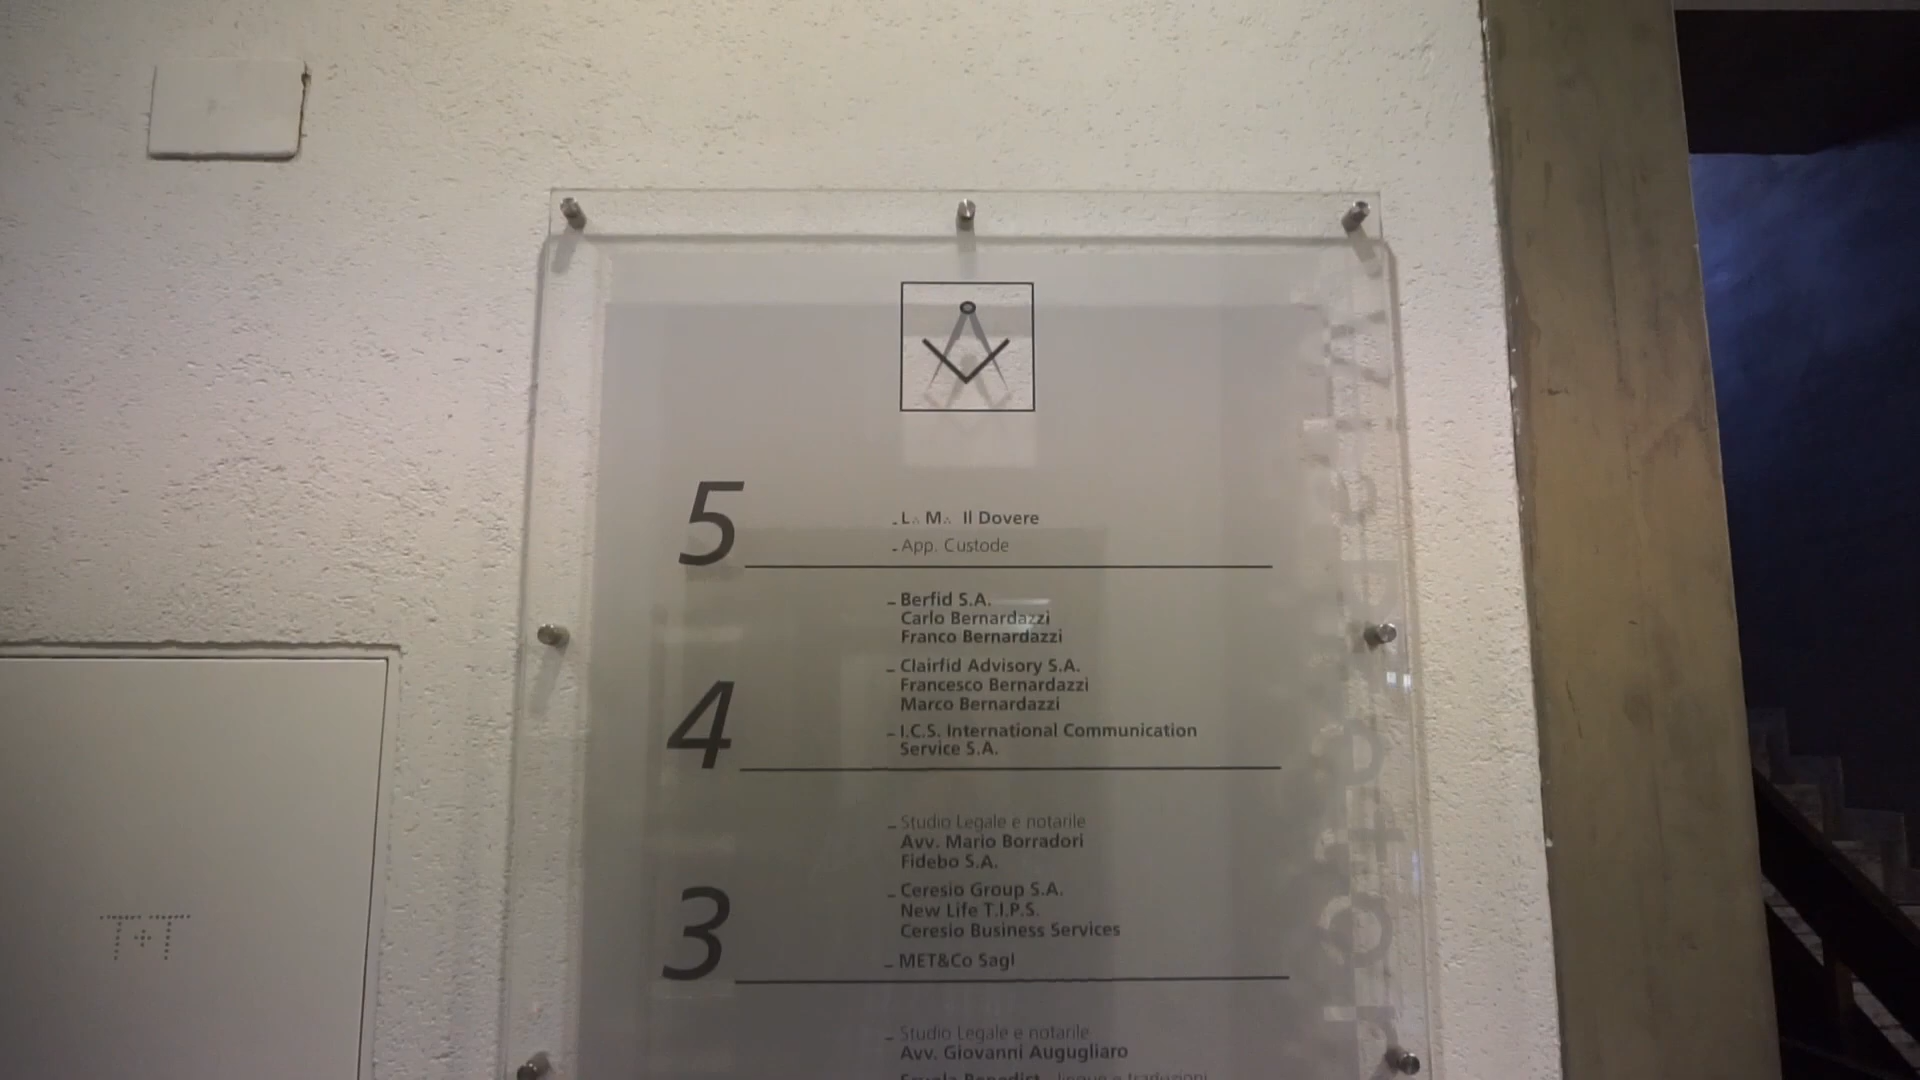 5
- L∴ M∴ Il Dovere
- App. Custode
4
- Berfid S.A.
Carlo Bernardazzi
Franco Bernardazzi
- Clairfid Advisory S.A.
Francesco Bernardazzi
Marco Bernardazzi
- I.C.S. International Communication
Service S.A.
3
- Studio Legale e notarile
Avv. Mario Borradori
Fidebo S.A.
- Ceresio Group S.A.
New Life T.I.P.S.
Ceresio Business Services
- MET&Co Sagl
- Studio Legale e notarile
Avv. Giovanni Augugliaro
T+T